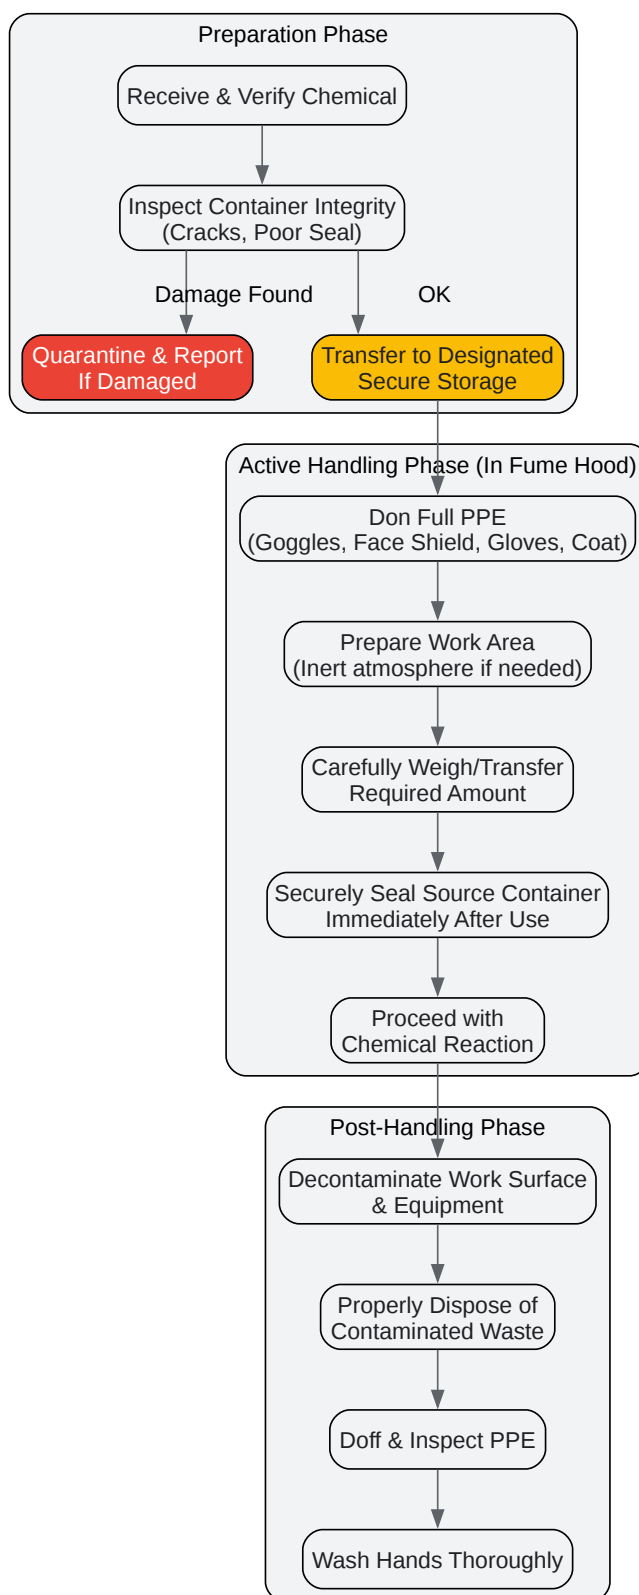 Preparation Phase
Receive & Verify Chemical
Inspect Container Integrity
(Cracks, Poor Seal)
Damage Found
OK
Quarantine & Report
If Damaged
Transfer to Designated
Secure Storage
Active Handling Phase (In Fume Hood)
Don Full PPE
(Goggles, Face Shield, Gloves, Coat)
Prepare Work Area
(Inert atmosphere if needed)
Carefully Weigh/Transfer
Required Amount
Securely Seal Source Container
Immediately After Use
Proceed with
Chemical Reaction
Post-Handling Phase
Decontaminate Work Surface
& Equipment
Properly Dispose of
Contaminated Waste
Doff & Inspect PPE
Wash Hands Thoroughly